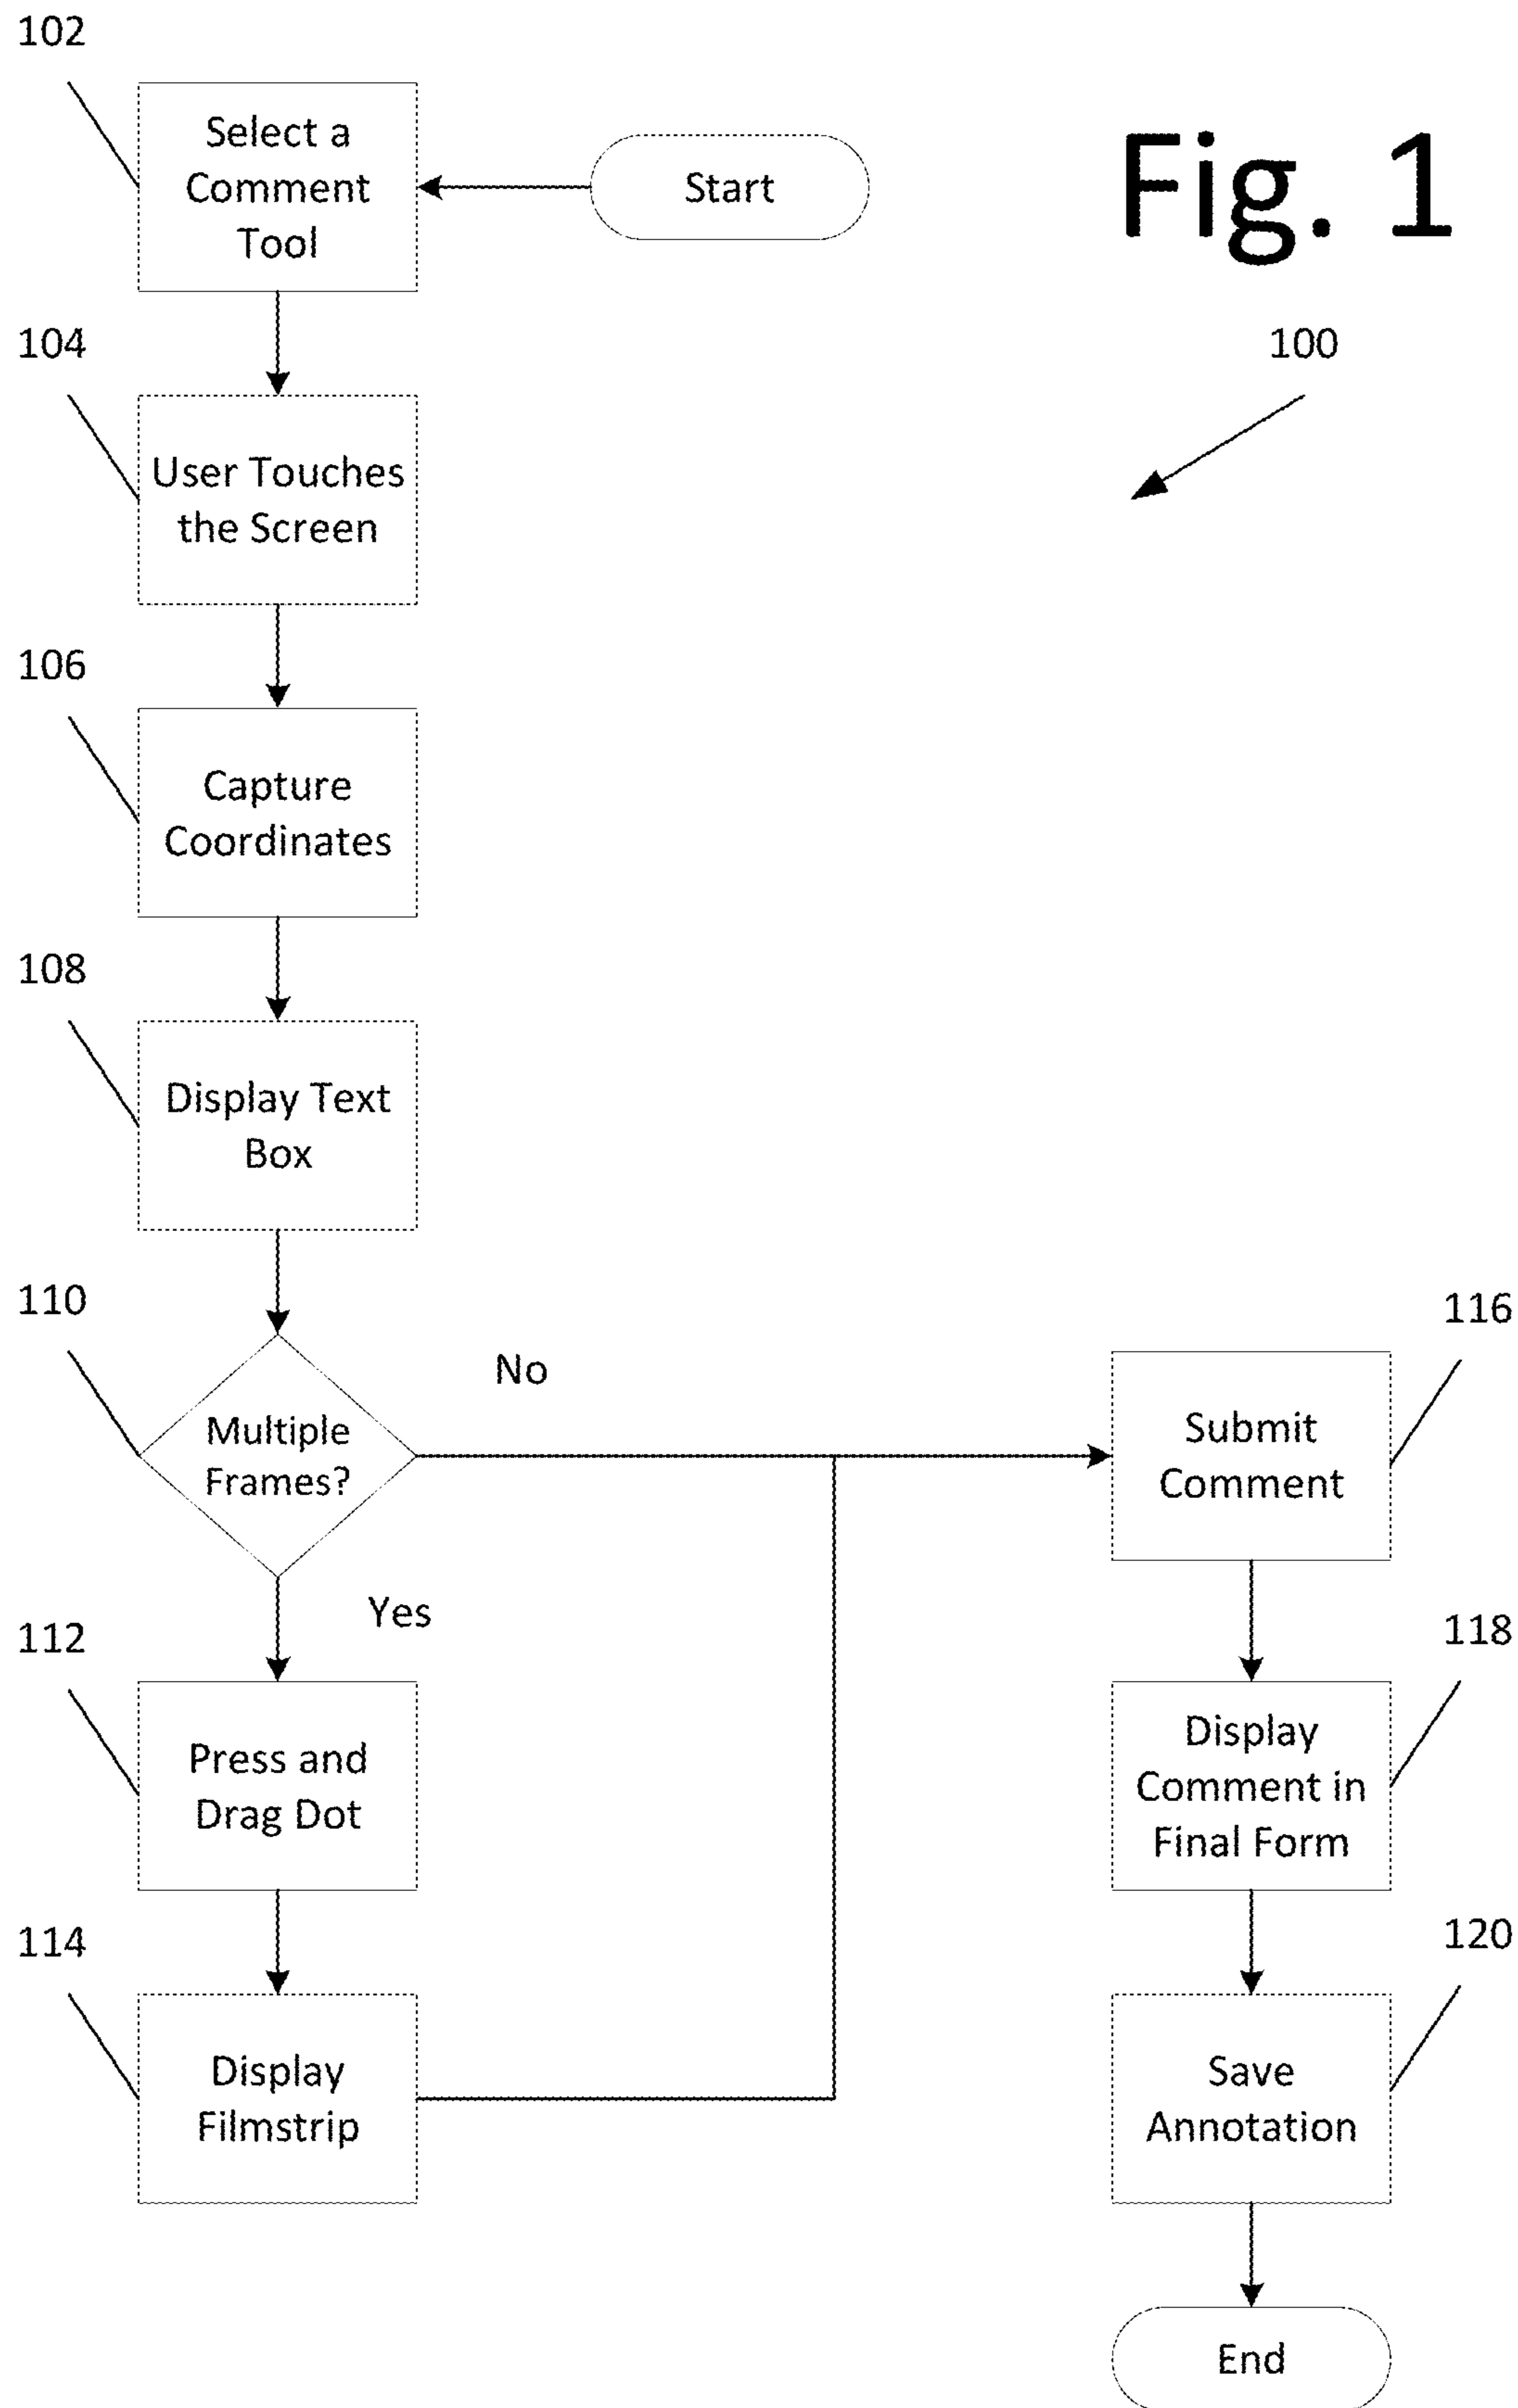 102
Select a
Comment
Tool
Start
Fig. 1
100
104
User Touches
the Screen
106
Capture
Coordinates
108
Display Text
Box
110
Multiple
Frames?
No
Yes
112
Press and
Drag Dot
114
Display
Filmstrip
116
Submit
Comment
118
Display
Comment in
Final Form
120
Save
Annotation
End